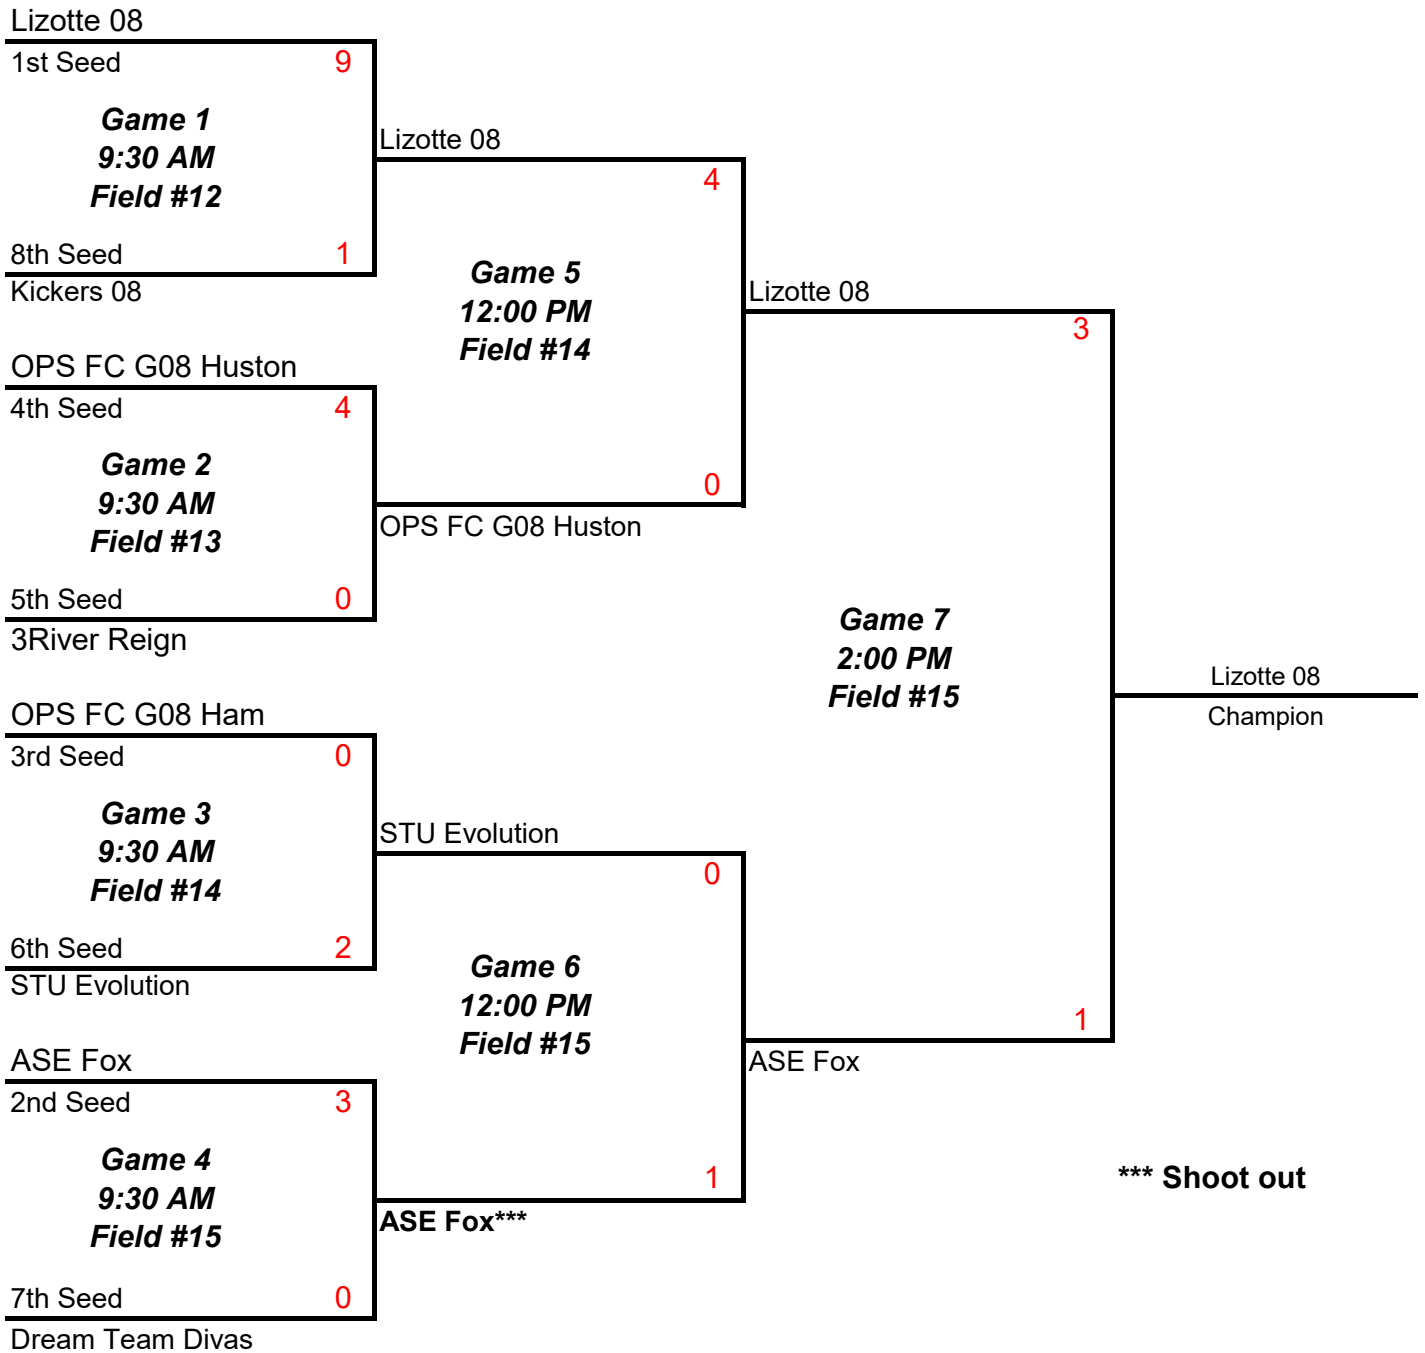 Lizotte 08
1st Seed 9
Game 1
9:30 AM
Field #12
8th Seed 1
Kickers 08
OPS FC G08 Huston
4th Seed 4
Game 2
9:30 AM
Field #13
5th Seed 0
3River Reign
OPS FC G08 Ham
3rd Seed 0
Game 3
9:30 AM
Field #14
6th Seed 2
STU Evolution
ASE Fox
2nd Seed 3
Game 4
9:30 AM
Field #15
7th Seed 0
Dream Team Divas
Lizotte 08
4
Game 5
12:00 PM
Field #14
0
OPS FC G08 Huston
STU Evolution
0
Game 6
12:00 PM
Field #15
1
ASE Fox***
Lizotte 08
3
Game 7
2:00 PM
Field #15
1
ASE Fox
Lizotte 08
Champion
*** Shoot out